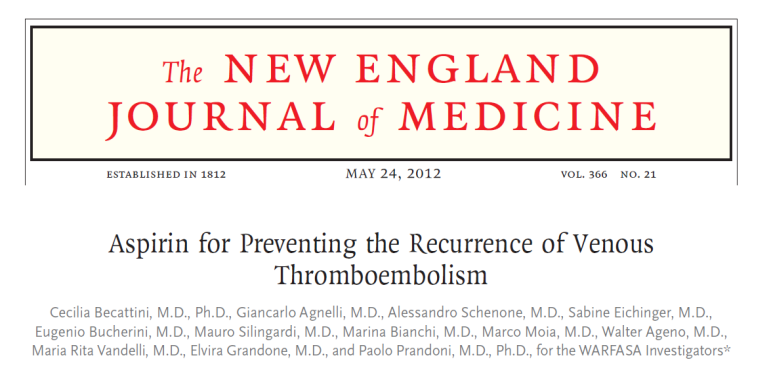 The NEW ENGLAND
JOURNAL of MEDICINE
ESTABLISHED IN 1812 MAY 24, 2012 VOL. 366 NO. 21
Aspirin for Preventing the Recurrence of Venous
Thromboembolism
Cecilia Becattini, M.D., Ph.D., Giancarlo Agnelli, M.D., Alessandro Schenone, M.D., Sabine Eichinger, M.D.,
Eugenio Bucherini, M.D., Mauro Silingardi, M.D., Marina Bianchi, M.D., Marco Moia, M.D., Walter Ageno, M.D.,
Maria Rita Vandelli, M.D., Elvira Grandone, M.D., and Paolo Prandoni, M.D., Ph.D., for the WARFASA Investigators*